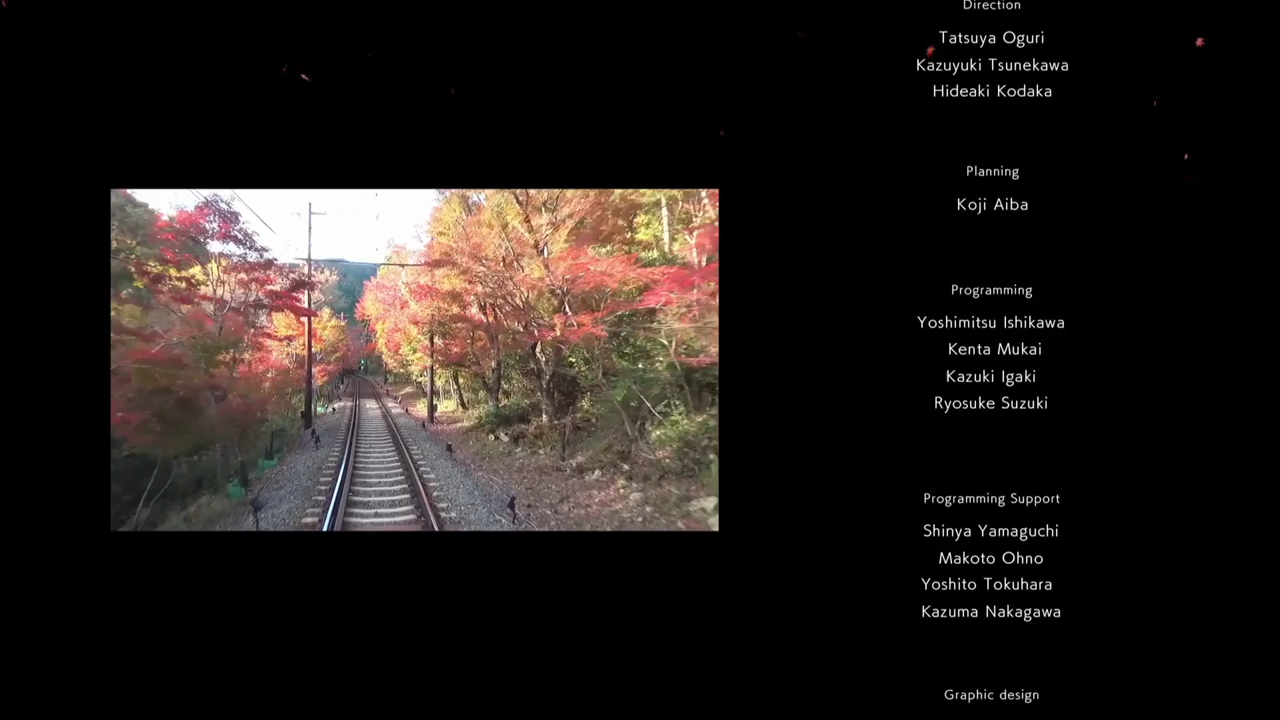 Direction
Tatsuya Oguri
Kazuyuki Tsunekawa
Hideaki Kodaka
Planning
Koji Aiba
Programming
Yoshimitsu Ishikawa
Kenta Mukai
Kazuki Igaki
Ryosuke Suzuki
Programming Support
Shinya Yamaguchi
Makoto Ohno
Yoshito Tokuhara
Kazuma Nakagawa
Graphic design